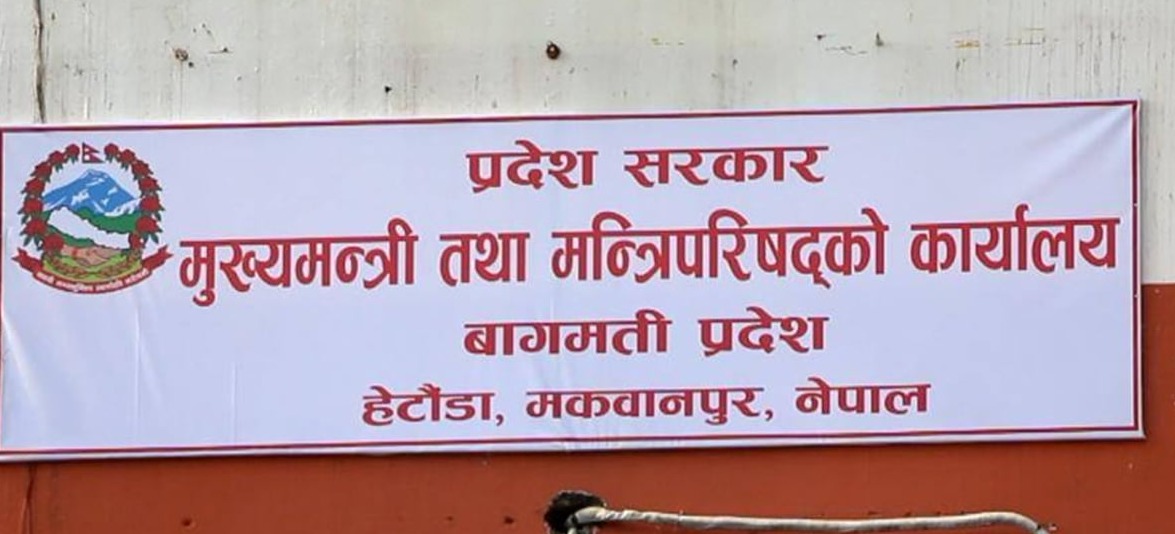 प्रदेश सरकार
मुख्यमन्त्री तथा मन्त्रिपरिषद्को कार्यालय
बागमती प्रदेश
हेटौंडा, मकवानपुर, नेपाल